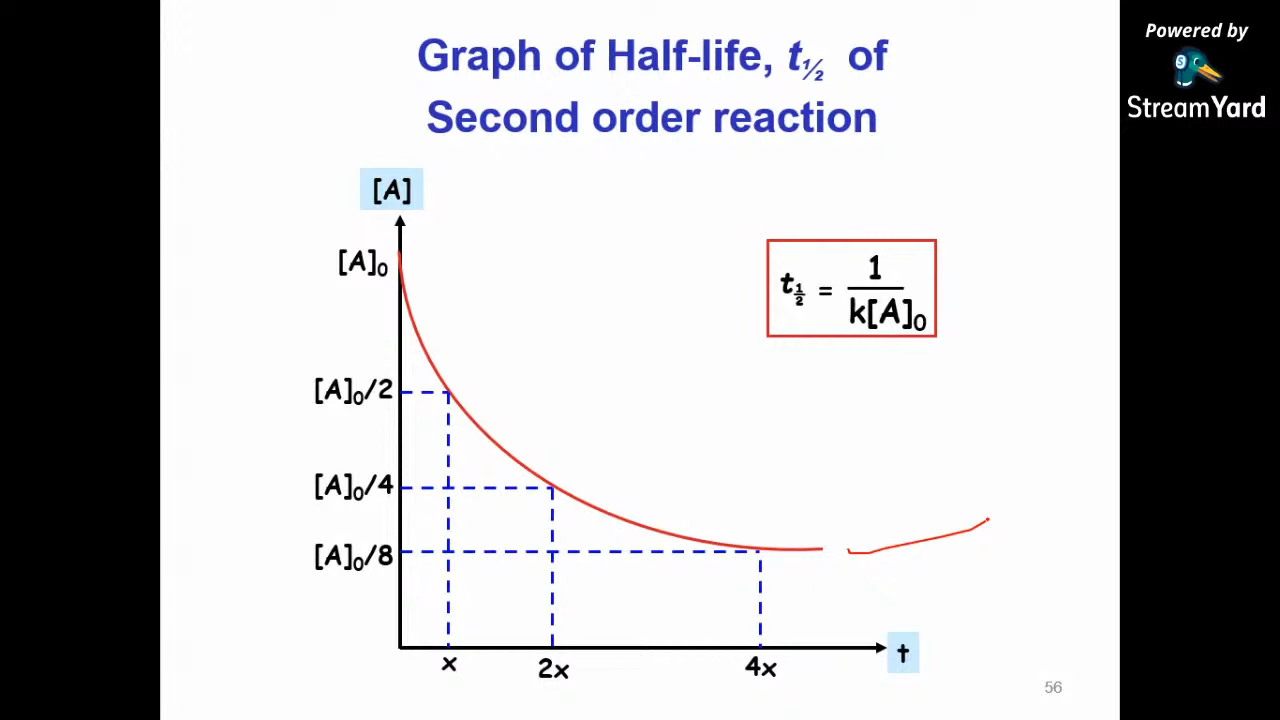 Powered by
StreamYard
Graph of Half-life, t½ of
Second order reaction
[A]
[A]₀
t½ = 1 / k[A]₀
[A]₀/2
[A]₀/4
[A]₀/8
x
2x
4x
t
56